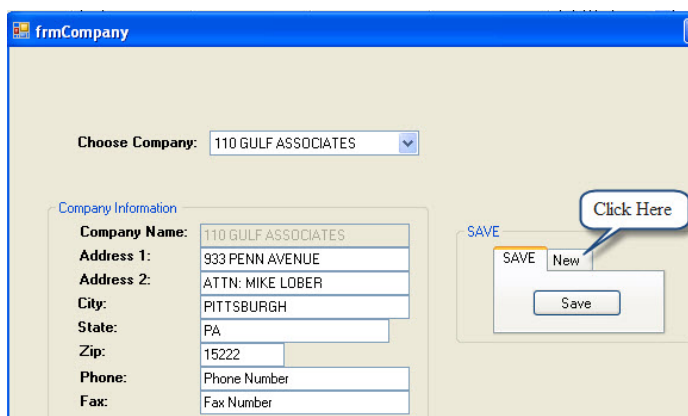 frmCompany
Choose Company: 110 GULF ASSOCIATES
Company Information
Company Name: 110 GULF ASSOCIATES
Address 1: 933 PENN AVENUE
Address 2: ATTN: MIKE LOBER
City: PITTSBURGH
State: PA
Zip: 15222
Phone: Phone Number
Fax: Fax Number
Click Here
SAVE
SAVE New
Save